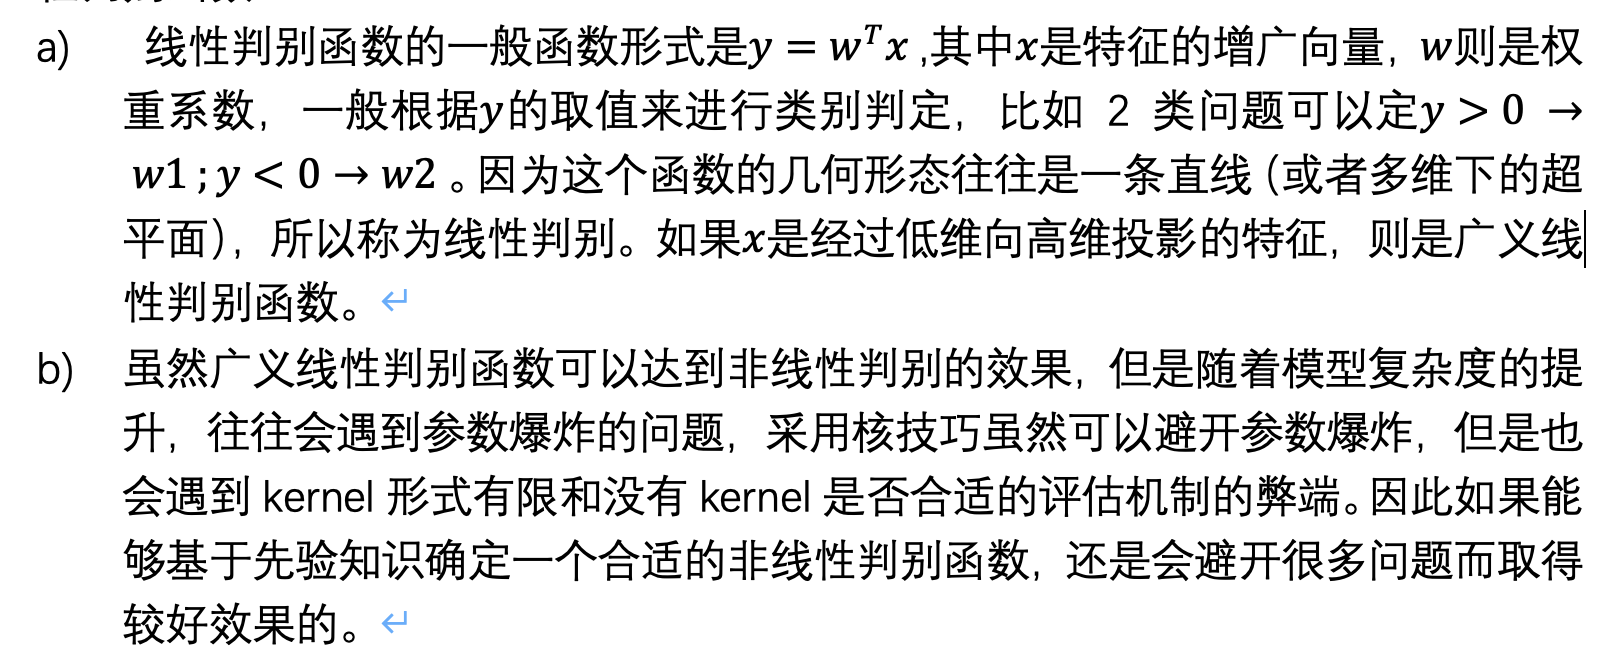 a) 线性判别函数的一般函数形式是y = wᵀx ,其中x是特征的增广向量，w则是权
重系数，一般根据y的取值来进行类别判定，比如 2 类问题可以定y > 0 →
w1 ; y < 0 → w2 。因为这个函数的几何形态往往是一条直线（或者多维下的超
平面），所以称为线性判别。如果x是经过低维向高维投影的特征，则是广义线
性判别函数。↵
b) 虽然广义线性判别函数可以达到非线性判别的效果，但是随着模型复杂度的提
升，往往会遇到参数爆炸的问题，采用核技巧虽然可以避开参数爆炸，但是也
会遇到 kernel 形式有限和没有 kernel 是否合适的评估机制的弊端。因此如果能
够基于先验知识确定一个合适的非线性判别函数，还是会避开很多问题而取得
较好效果的。↵